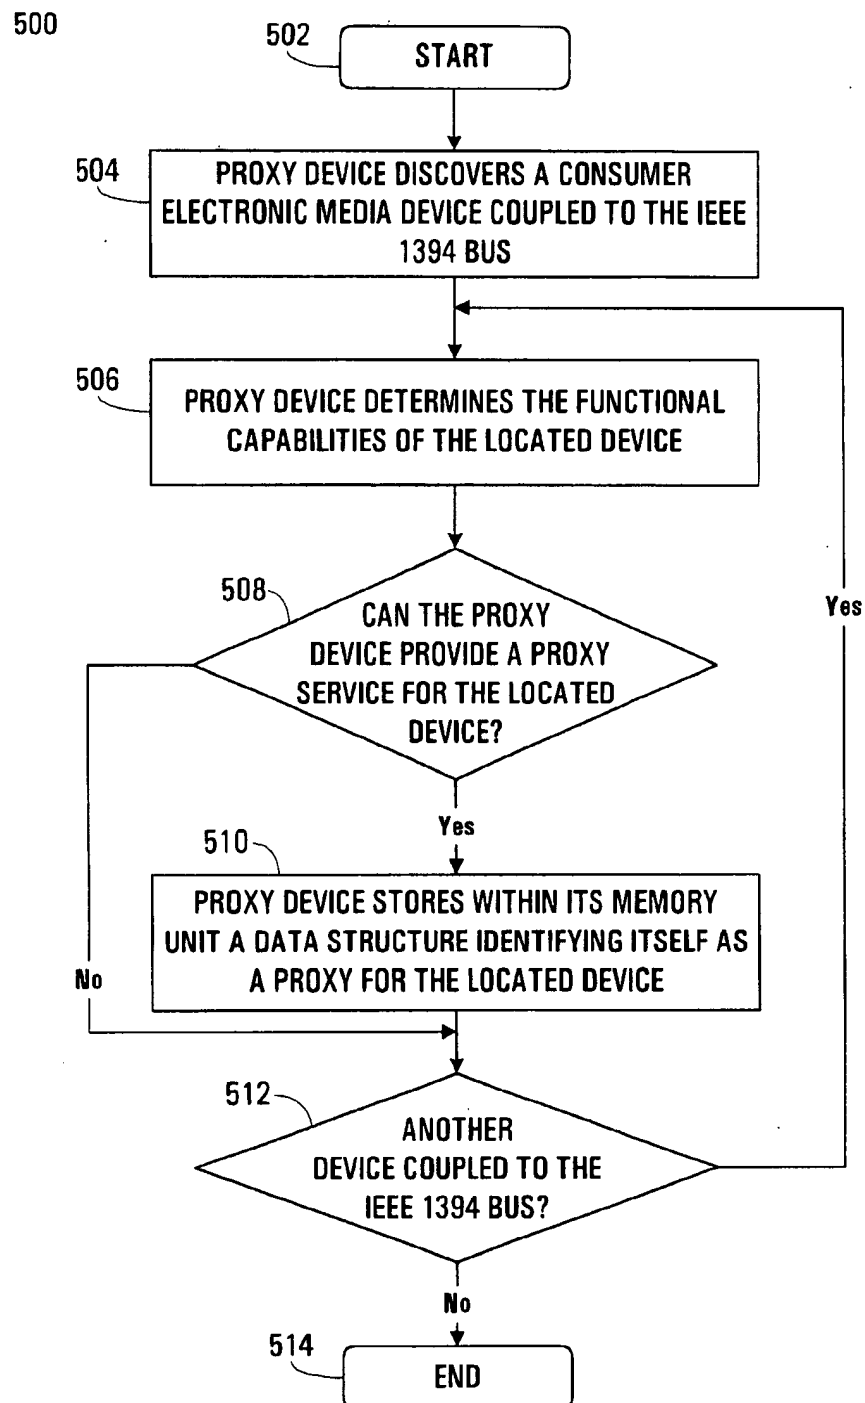 500
502
START
504
PROXY DEVICE DISCOVERS A CONSUMER
ELECTRONIC MEDIA DEVICE COUPLED TO THE IEEE
1394 BUS
506
PROXY DEVICE DETERMINES THE FUNCTIONAL
CAPABILITIES OF THE LOCATED DEVICE
508
CAN THE PROXY
DEVICE PROVIDE A PROXY
SERVICE FOR THE LOCATED
DEVICE?
Yes
Yes
510
PROXY DEVICE STORES WITHIN ITS MEMORY
UNIT A DATA STRUCTURE IDENTIFYING ITSELF AS
A PROXY FOR THE LOCATED DEVICE
No
512
ANOTHER
DEVICE COUPLED TO THE
IEEE 1394 BUS?
No
514
END